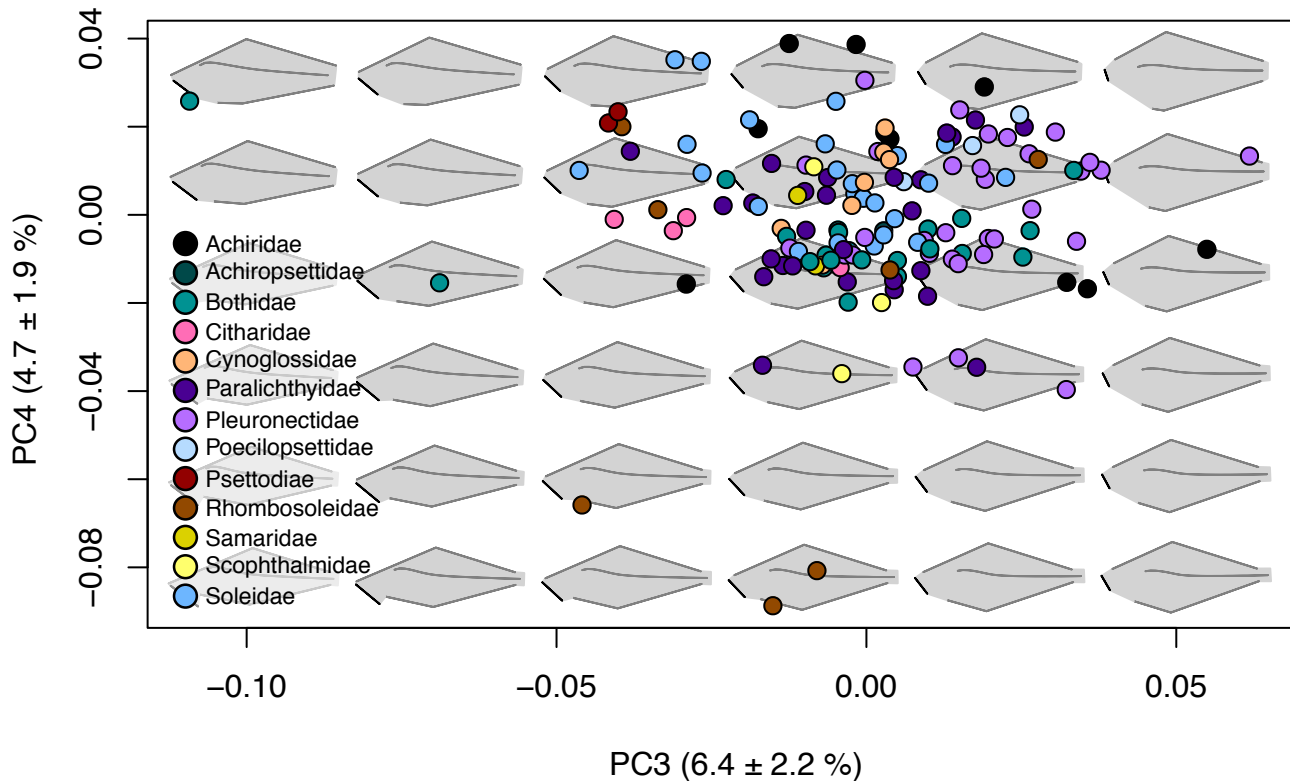 0.04
0.00
−0.04
−0.08
PC4 (4.7 ± 1.9 %)
Achiridae
Achiropsettidae
Bothidae
Citharidae
Cynoglossidae
Paralichthyidae
Pleuronectidae
Poecilopsettidae
Psettodiae
Rhombosoleidae
Samaridae
Scophthalmidae
Soleidae
−0.10
−0.05
0.00
0.05
PC3 (6.4 ± 2.2 %)